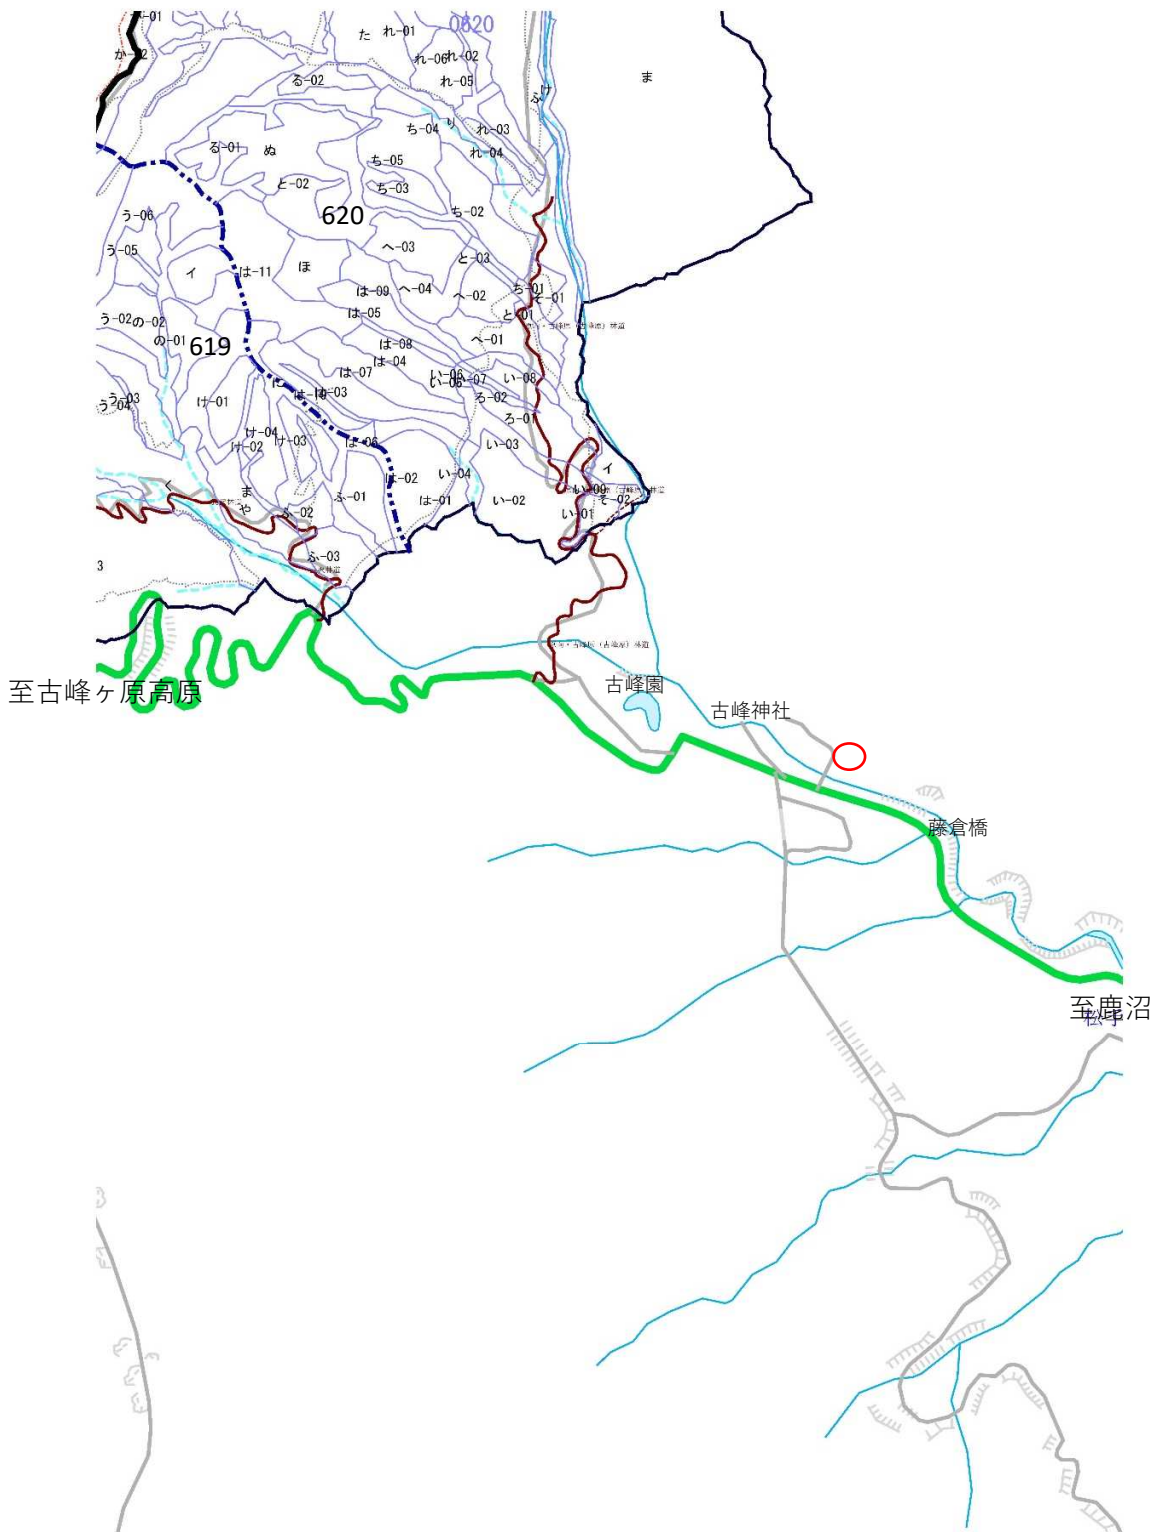 0620
た
れ-01
れ-06
れ-02
れ-05
ま
け
ふ
る-02
ち-04
り
れ-03
れ-04
る-01
ぬ
ち-05
と-02
ち-03
620
ち-02
う-06
へ-03
う-05
と-03
イ
は-11
ほ
は-09
へ-04
へ-02
ち-01
そ-01
と-01
は-05
う-02
の-02
の-01
619
は-08
へ-01
は-04
は-07
い-06
い-07
い-08
は-03
ろ-02
う-03
う-04
け-01
ろ-01
け-04
け-03
け-02
は-06
い-03
イ
い-04
は-02
く
ま
や
ふ-01
は-01
い-02
い-09
そ-02
い-01
ふ-02
ふ-03
3
古峰園
至古峰ヶ原高原
古峰神社
藤倉橋
至鹿沼